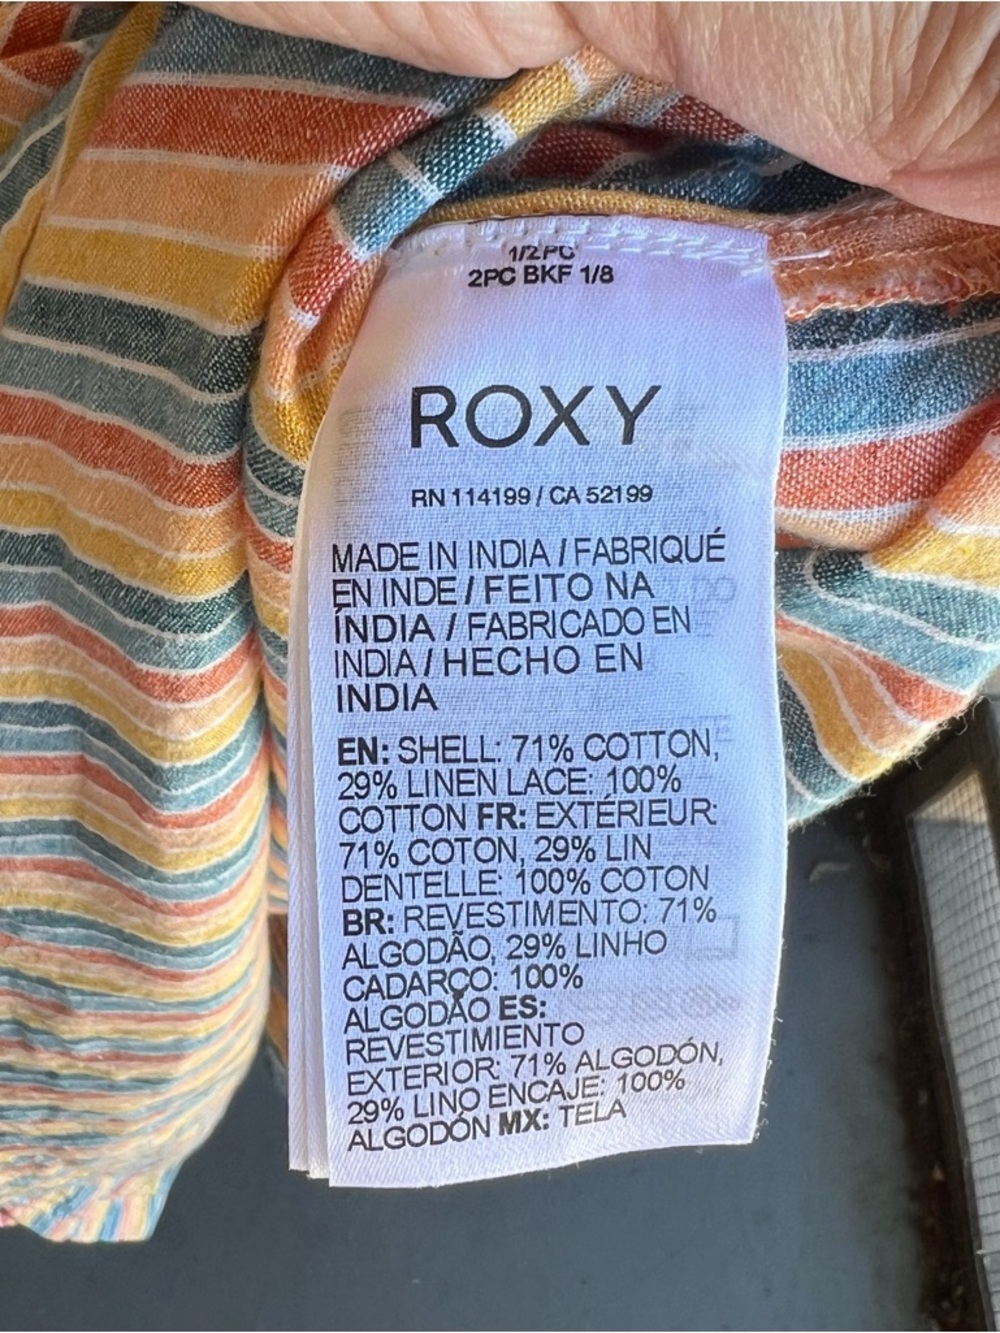 1/2 PC
2PC BKF 1/8
ROXY
RN 114199 / CA 52199
MADE IN INDIA / FABRIQUÉ
EN INDE / FEITO NA
ÍNDIA / FABRICADO EN
INDIA / HECHO EN
INDIA
EN: SHELL: 71% COTTON,
29% LINEN LACE: 100%
COTTON FR: EXTÉRIEUR:
71% COTON, 29% LIN
DENTELLE: 100% COTON
BR: REVESTIMENTO: 71%
ALGODÃO, 29% LINHO
CADARÇO: 100%
ALGODÃO ES:
REVESTIMIENTO
EXTERIOR: 71% ALGODÓN,
29% LINO ENCAJE: 100%
ALGODÓN MX: TELA